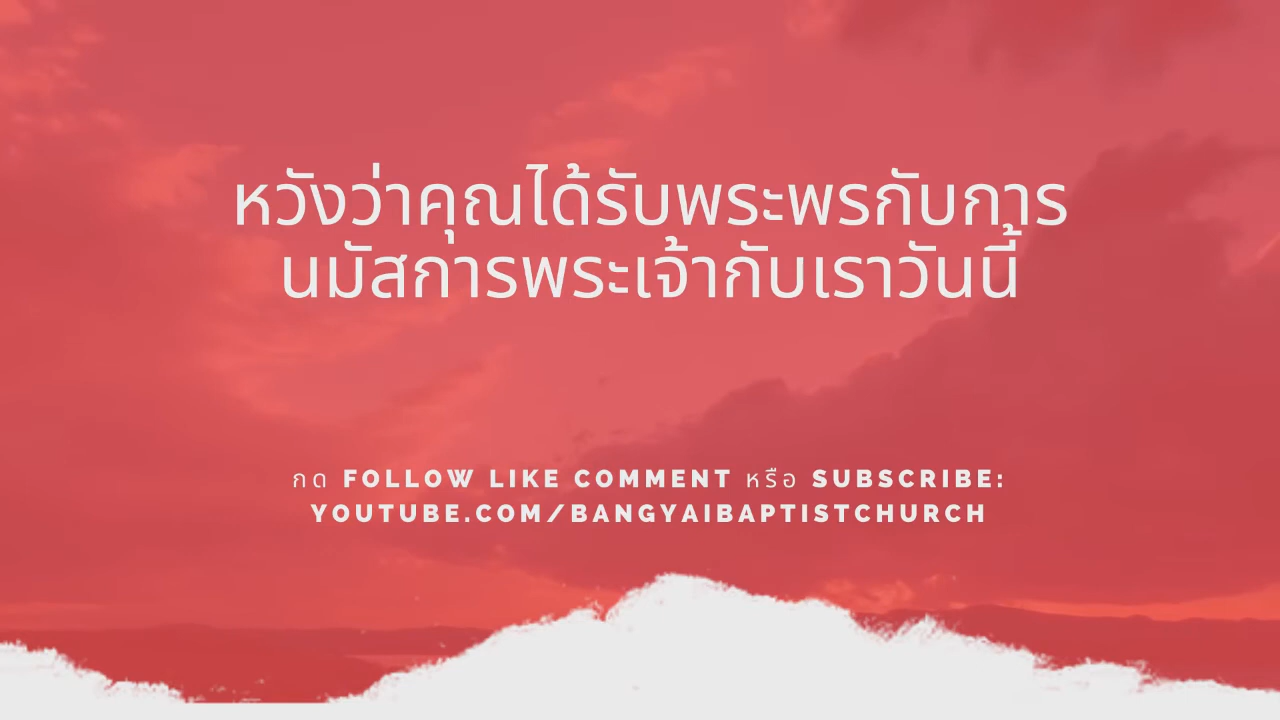 หวังว่าคุณได้รับพระพรกับการ
นมัสการพระเจ้ากับเราวันนี้
กด FOLLOW LIKE COMMENT หรือ SUBSCRIBE:
YOUTUBE.COM/BANGYAIBAPTISTCHURCH